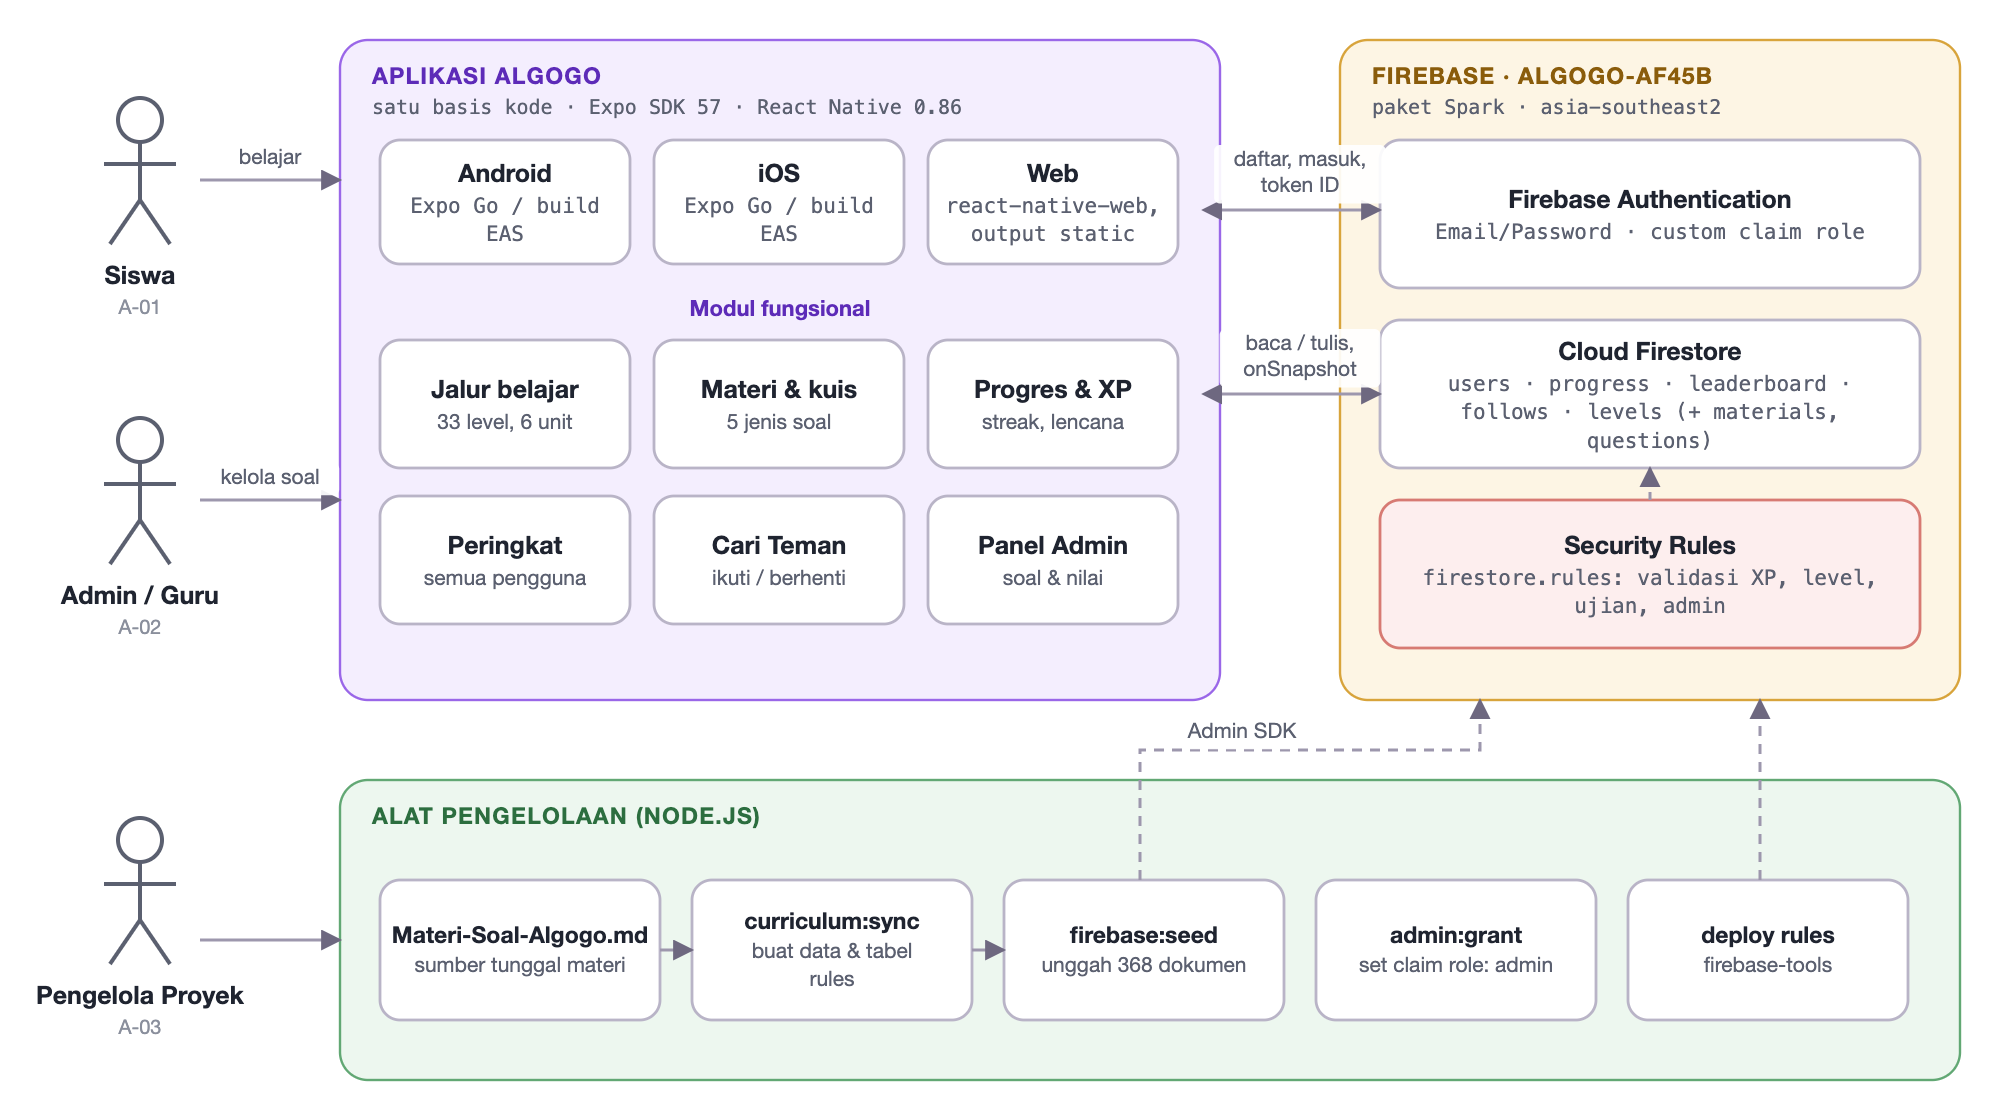 APLIKASI ALGOGO
satu basis kode · Expo SDK 57 · React Native 0.86
Android
Expo Go / build
EAS
iOS
Expo Go / build
EAS
Web
react-native-web,
output static
Modul fungsional
Jalur belajar
33 level, 6 unit
Materi & kuis
5 jenis soal
Progres & XP
streak, lencana
Peringkat
semua pengguna
Cari Teman
ikuti / berhenti
Panel Admin
soal & nilai
belajar
Siswa
A-01
kelola soal
Admin / Guru
A-02
daftar, masuk,
token ID
baca / tulis,
onSnapshot
FIREBASE · ALGOGO-AF45B
paket Spark · asia-southeast2
Firebase Authentication
Email/Password · custom claim role
Cloud Firestore
users · progress · leaderboard ·
follows · levels (+ materials,
questions)
Security Rules
firestore.rules: validasi XP, level,
ujian, admin
Admin SDK
ALAT PENGELOLAAN (NODE.JS)
Materi-Soal-Algogo.md
sumber tunggal materi
curriculum:sync
buat data & tabel
rules
firebase:seed
unggah 368 dokumen
admin:grant
set claim role: admin
deploy rules
firebase-tools
Pengelola Proyek
A-03